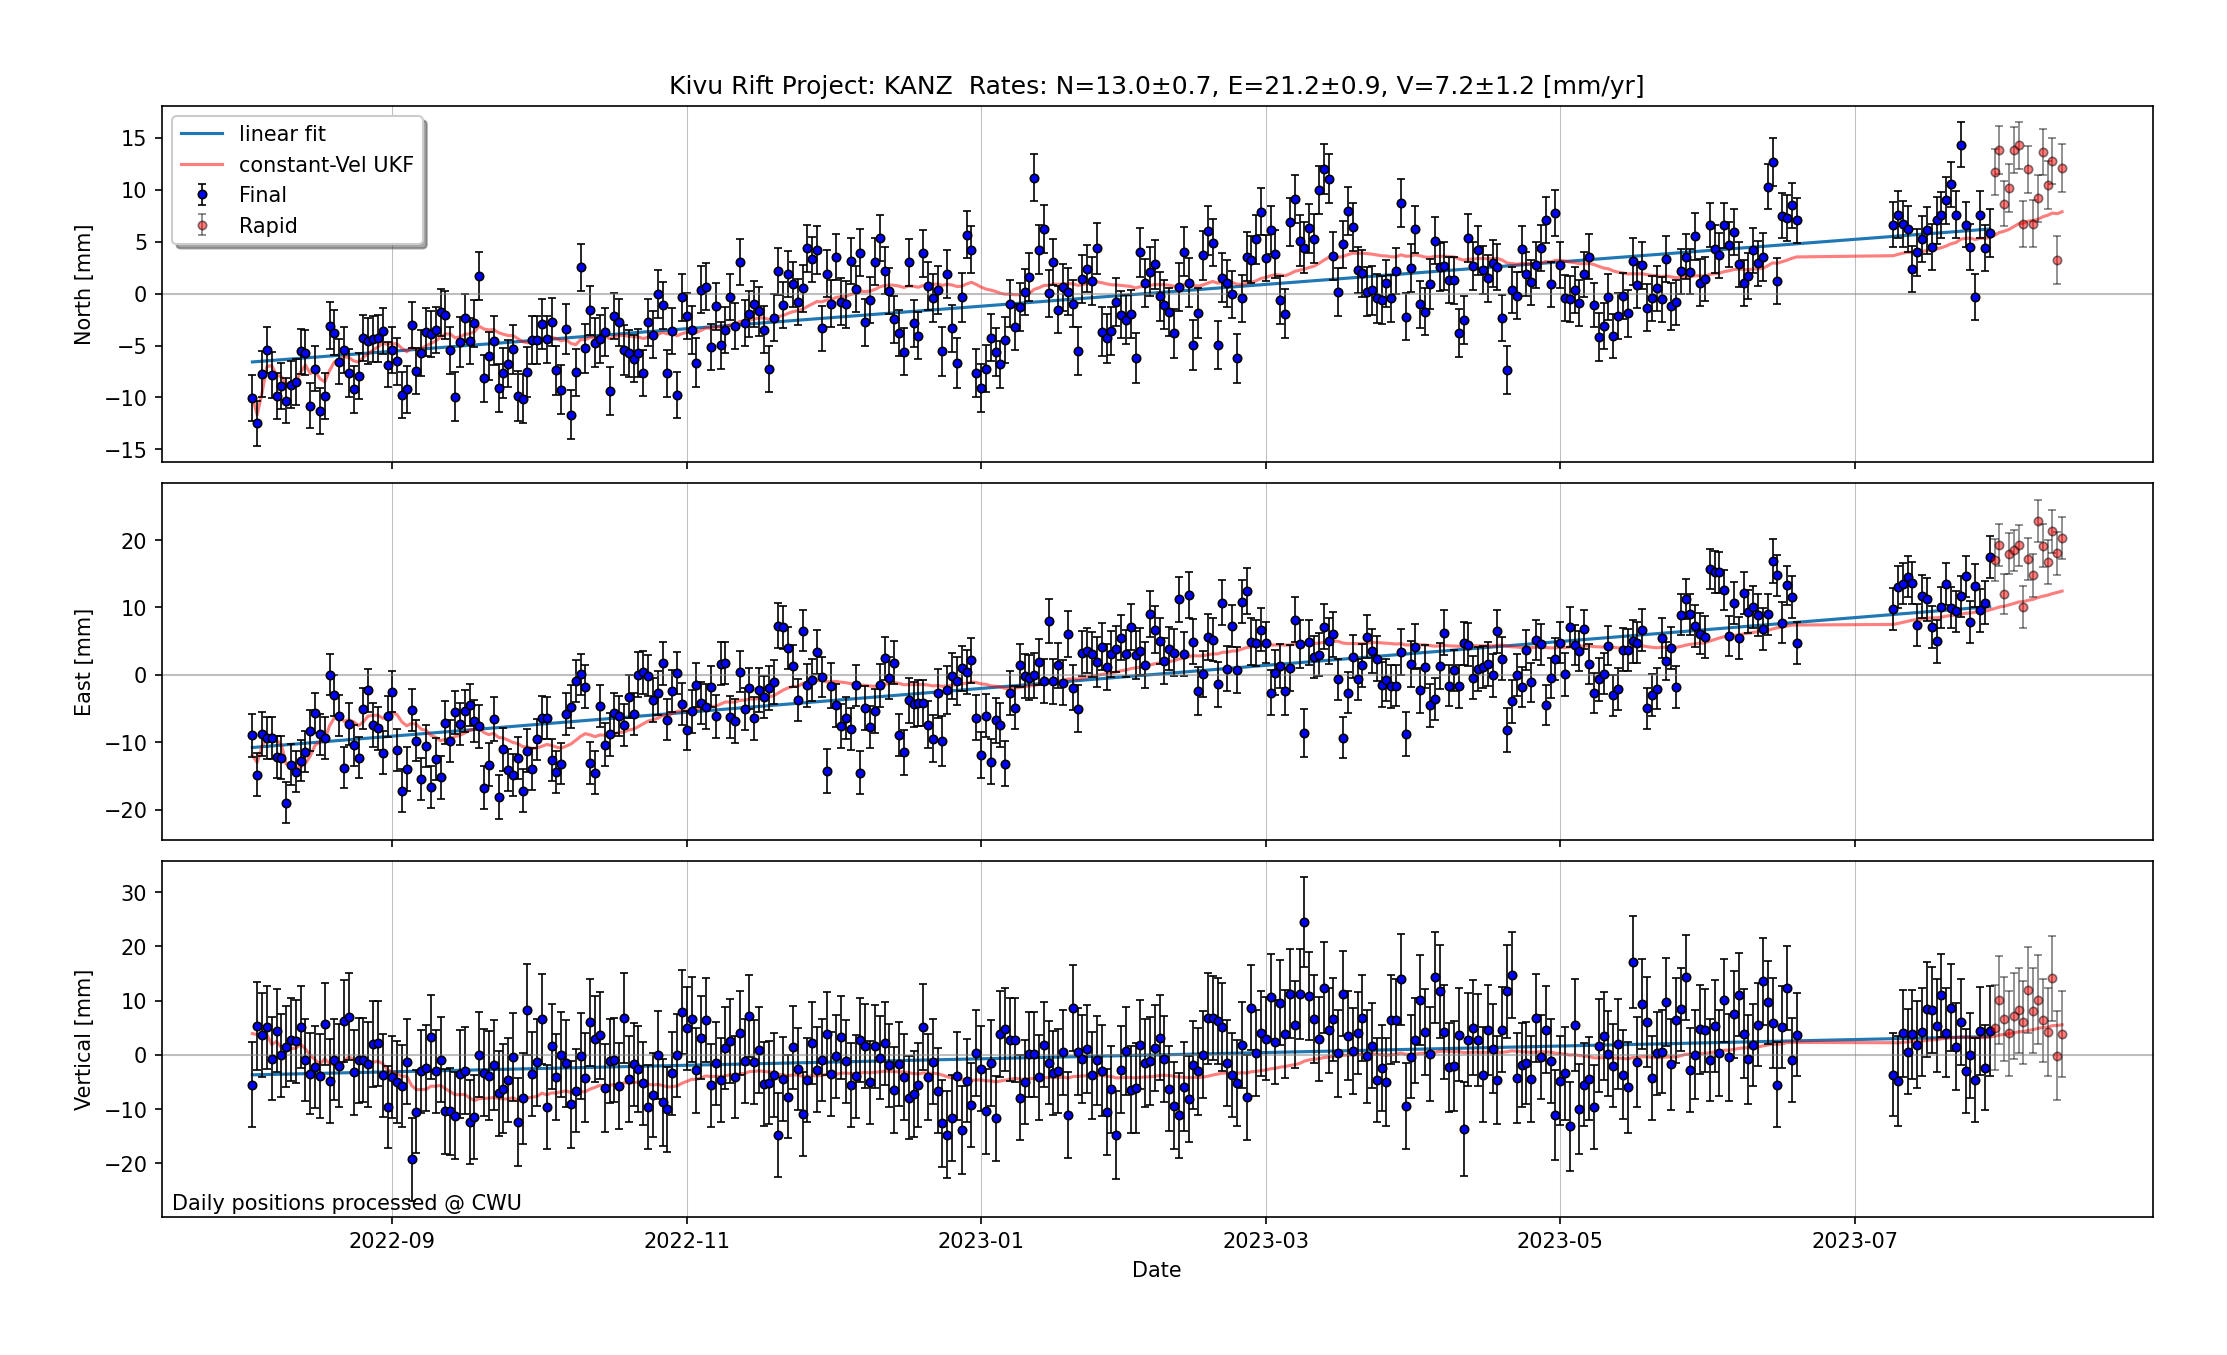 Kivu Rift Project: KANZ  Rates: N=13.0±0.7, E=21.2±0.9, V=7.2±1.2 [mm/yr]
linear fit
constant-Vel UKF
Final
Rapid
North [mm]
15
10
5
0
−5
−10
−15
East [mm]
20
10
0
−10
−20
Vertical [mm]
30
20
10
0
−10
−20
Daily positions processed @ CWU
2022-09 2022-11 2023-01 2023-03 2023-05 2023-07
Date